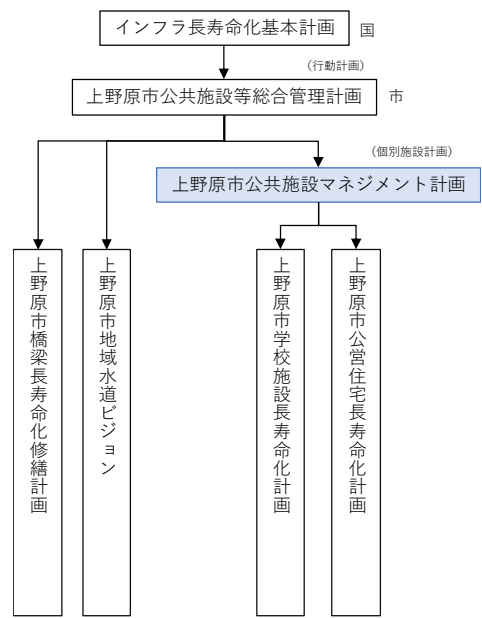 インフラ長寿命化基本計画
国
（行動計画）
上野原市公共施設等総合管理計画
市
（個別施設計画）
上野原市公共施設マネジメント計画
上野原市橋梁長寿命化修繕計画
上野原市地域水道ビジョン
上野原市学校施設長寿命化計画
上野原市公営住宅長寿命化計画